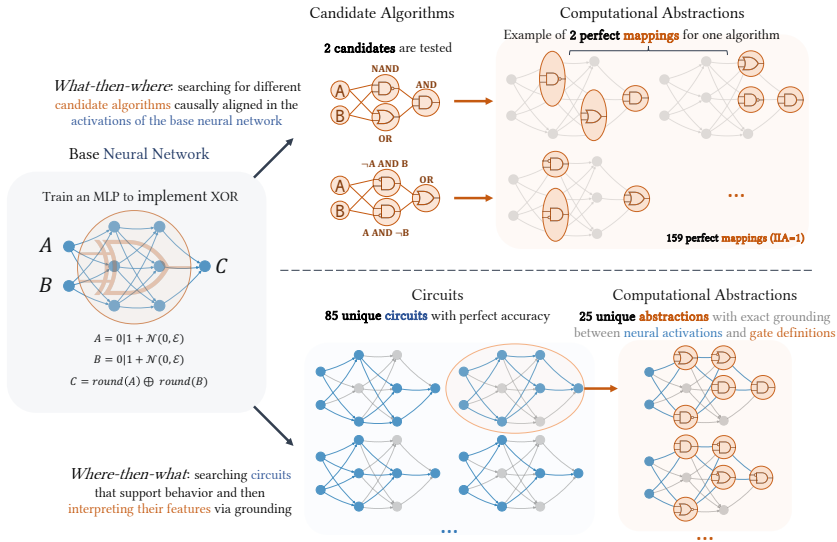 Candidate Algorithms
Computational Abstractions
2 candidates are tested
Example of 2 perfect mappings for one algorithm
What-then-where: searching for different
candidate algorithms causally aligned in the
activations of the base neural network
NAND
AND
A
B
OR
¬A AND B
OR
A
B
A AND ¬B
...
159 perfect mappings (IIA=1)
Base Neural Network
Train an MLP to implement XOR
A
B
C
A = 0|1 + 𝒩(0, ℰ)
B = 0|1 + 𝒩(0, ℰ)
C = round(A) ⊕ round(B)
Circuits
85 unique circuits with perfect accuracy
Computational Abstractions
25 unique abstractions with exact grounding
between neural activations and gate definitions
Where-then-what: searching circuits
that support behavior and then
interpreting their features via grounding
...
...